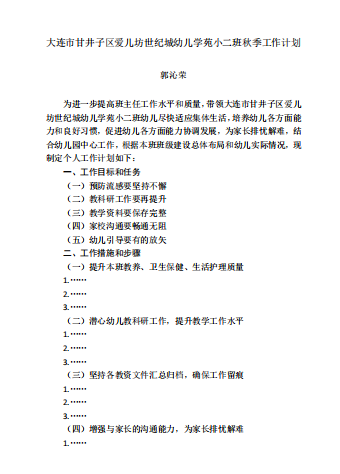 大连市甘井子区爱儿坊世纪城幼儿学苑小二班秋季工作计划
郭沁荣
为进一步提高班主任工作水平和质量，带领大连市甘井子区爱儿
坊世纪城幼儿学苑小二班幼儿尽快适应集体生活，培养幼儿各方面能
力和良好习惯，促进幼儿各方面能力协调发展，为家长排忧解难，结
合幼儿园中心工作，根据本班班级建设总体布局和幼儿实际情况，现
制定个人工作计划如下：
一、工作目标和任务
（一）预防流感要坚持不懈
（二）教科研工作要再提升
（三）教学资料要保存完整
（四）家校沟通要畅通无阻
（五）幼儿引导要有的放矢
二、工作措施和步骤
（一）提升本班教养、卫生保健、生活护理质量
1.……
2.……
3.……
（二）潜心幼儿教科研工作，提升教学工作水平
1.……
2.……
3.……
（三）坚持各教资文件汇总归档，确保工作留痕
1.……
2.……
3.……
（四）增强与家长的沟通能力，为家长排忧解难
1.……